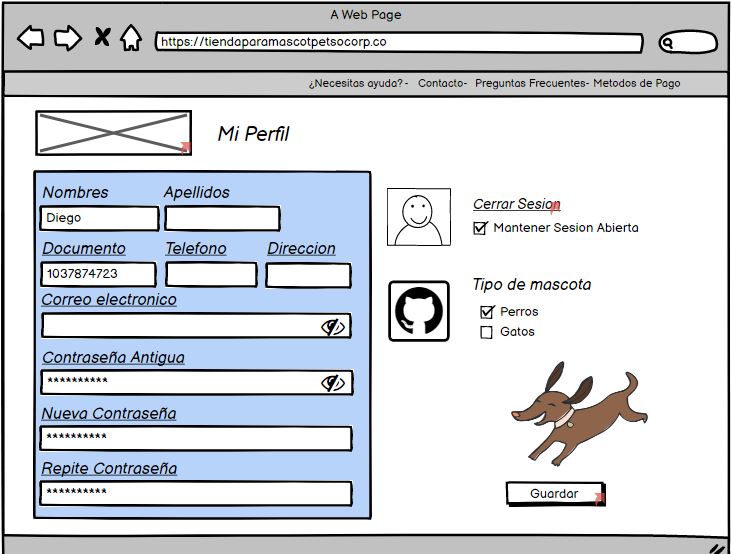 A Web Page
https://tiendaparamascotpetsocorp.co
¿Necesitas ayuda? - Contacto- Preguntas Frecuentes- Metodos de Pago
Mi Perfil
Nombres Apellidos
Diego
Documento Telefono Direccion
1037874723
Correo electronico
Contraseña Antigua
**********
Nueva Contraseña
**********
Repite Contraseña
**********
Cerrar Sesion
Mantener Sesion Abierta
Tipo de mascota
Perros
Gatos
Guardar